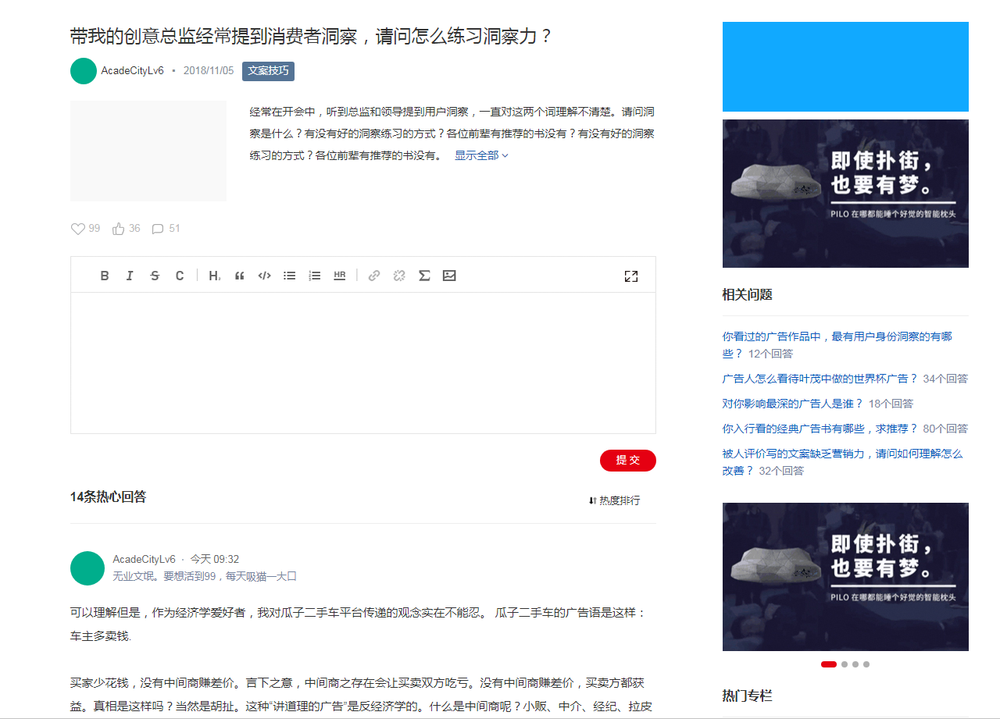 带我的创意总监经常提到消费者洞察，请问怎么练习洞察力？
AcadeCityLv6 • 2018/11/05 文案技巧
经常在开会中，听到总监和领导提到用户洞察，一直对这两个词理解不清楚。请问洞
察是什么？有没有好的洞察练习的方式？各位前辈有推荐的书没有？有没有好的洞察
练习的方式？各位前辈有推荐的书没有。 显示全部
99 36 51
B I S C H₁ “ </> HR Σ
提 交
14条热心回答
热度排行
AcadeCityLv6 · 今天 09:32
无业文氓。要想活到99，每天吸猫一大口
可以理解但是，作为经济学爱好者，我对瓜子二手车平台传递的观念实在不能忍。 瓜子二手车的广告语是这样：
车主多卖钱.
买家少花钱，没有中间商赚差价。言下之意，中间商之存在会让买卖双方吃亏。没有中间商赚差价，买卖方都获
益。真相是这样吗？当然是胡扯。这种“讲道理的广告”是反经济学的。什么是中间商呢？小贩、中介、经纪、拉皮
即使扑街，
也要有梦。
PILO 在哪都能睡个好觉的智能枕头
相关问题
你看过的广告作品中，最有用户身份洞察的有哪
些？ 12个回答
广告人怎么看待叶茂中做的世界杯广告？ 34个回答
对你影响最深的广告人是谁？ 18个回答
你入行看的经典广告书有哪些，求推荐？ 80个回答
被人评价写的文案缺乏营销力，请问如何理解怎么
改善？ 32个回答
即使扑街，
也要有梦。
PILO 在哪都能睡个好觉的智能枕头
热门专栏